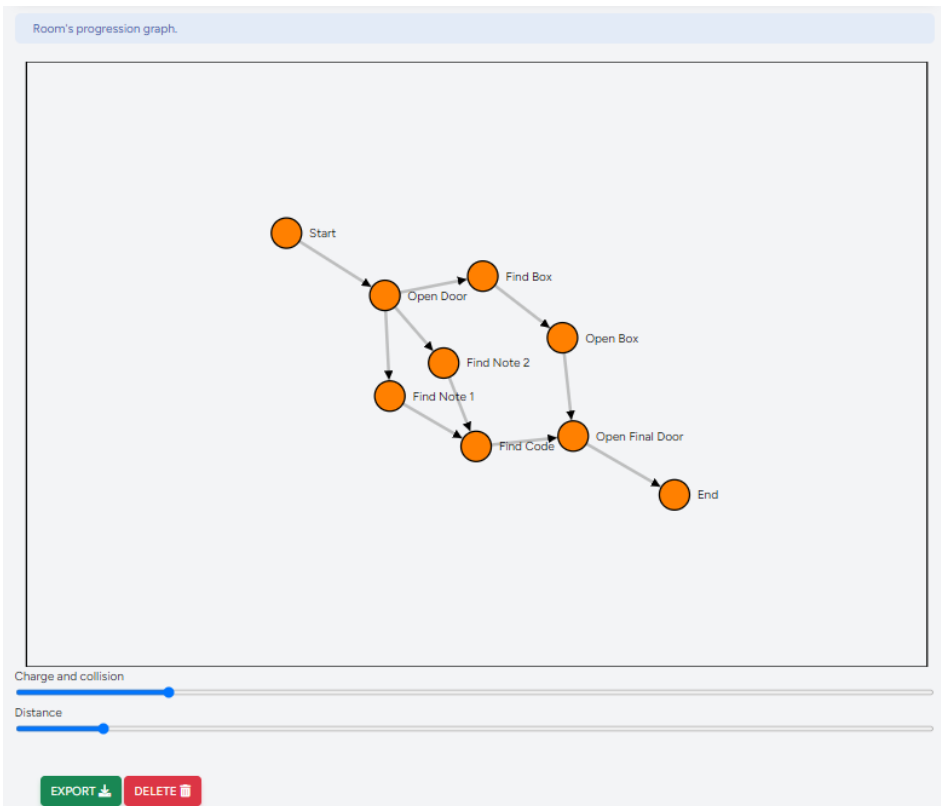 Room's progression graph.
Start
Find Box
Open Door
Open Box
Find Note 2
Find Note 1
Open Final Door
Find Code
End
Charge and collision
Distance
EXPORT DELETE